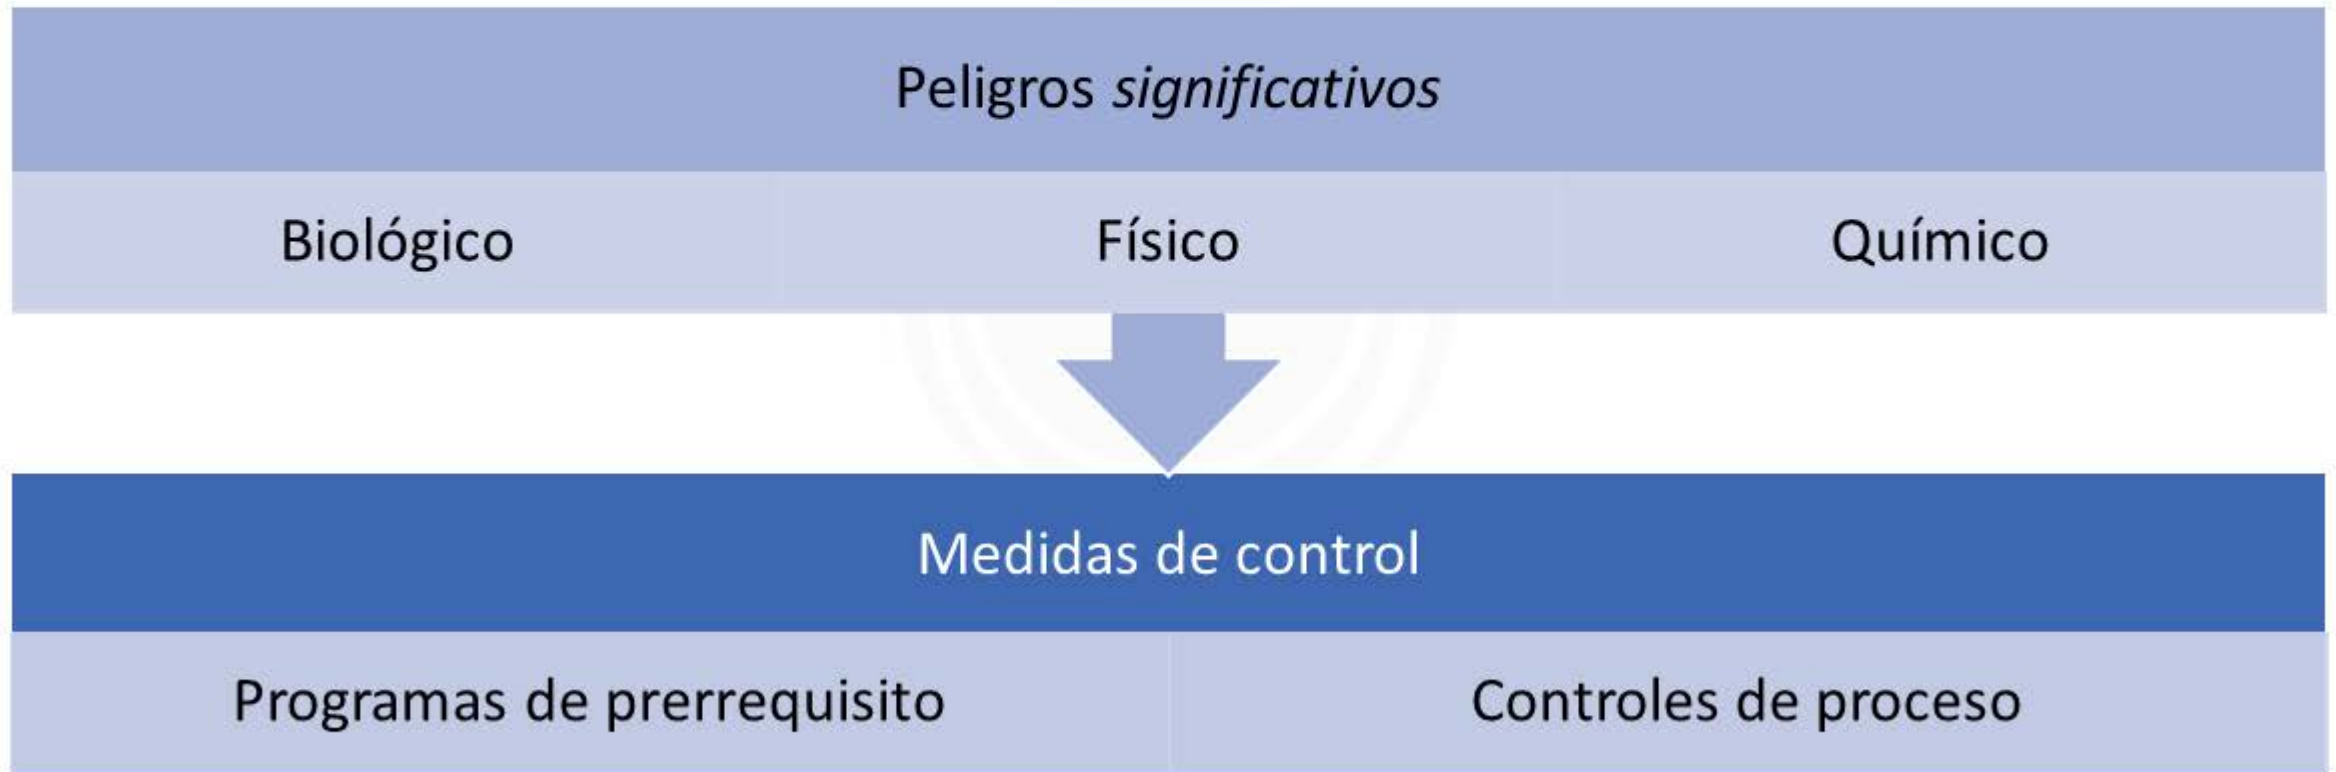 Peligros significativos
Biológico Físico Químico
Medidas de control
Programas de prerrequisito Controles de proceso